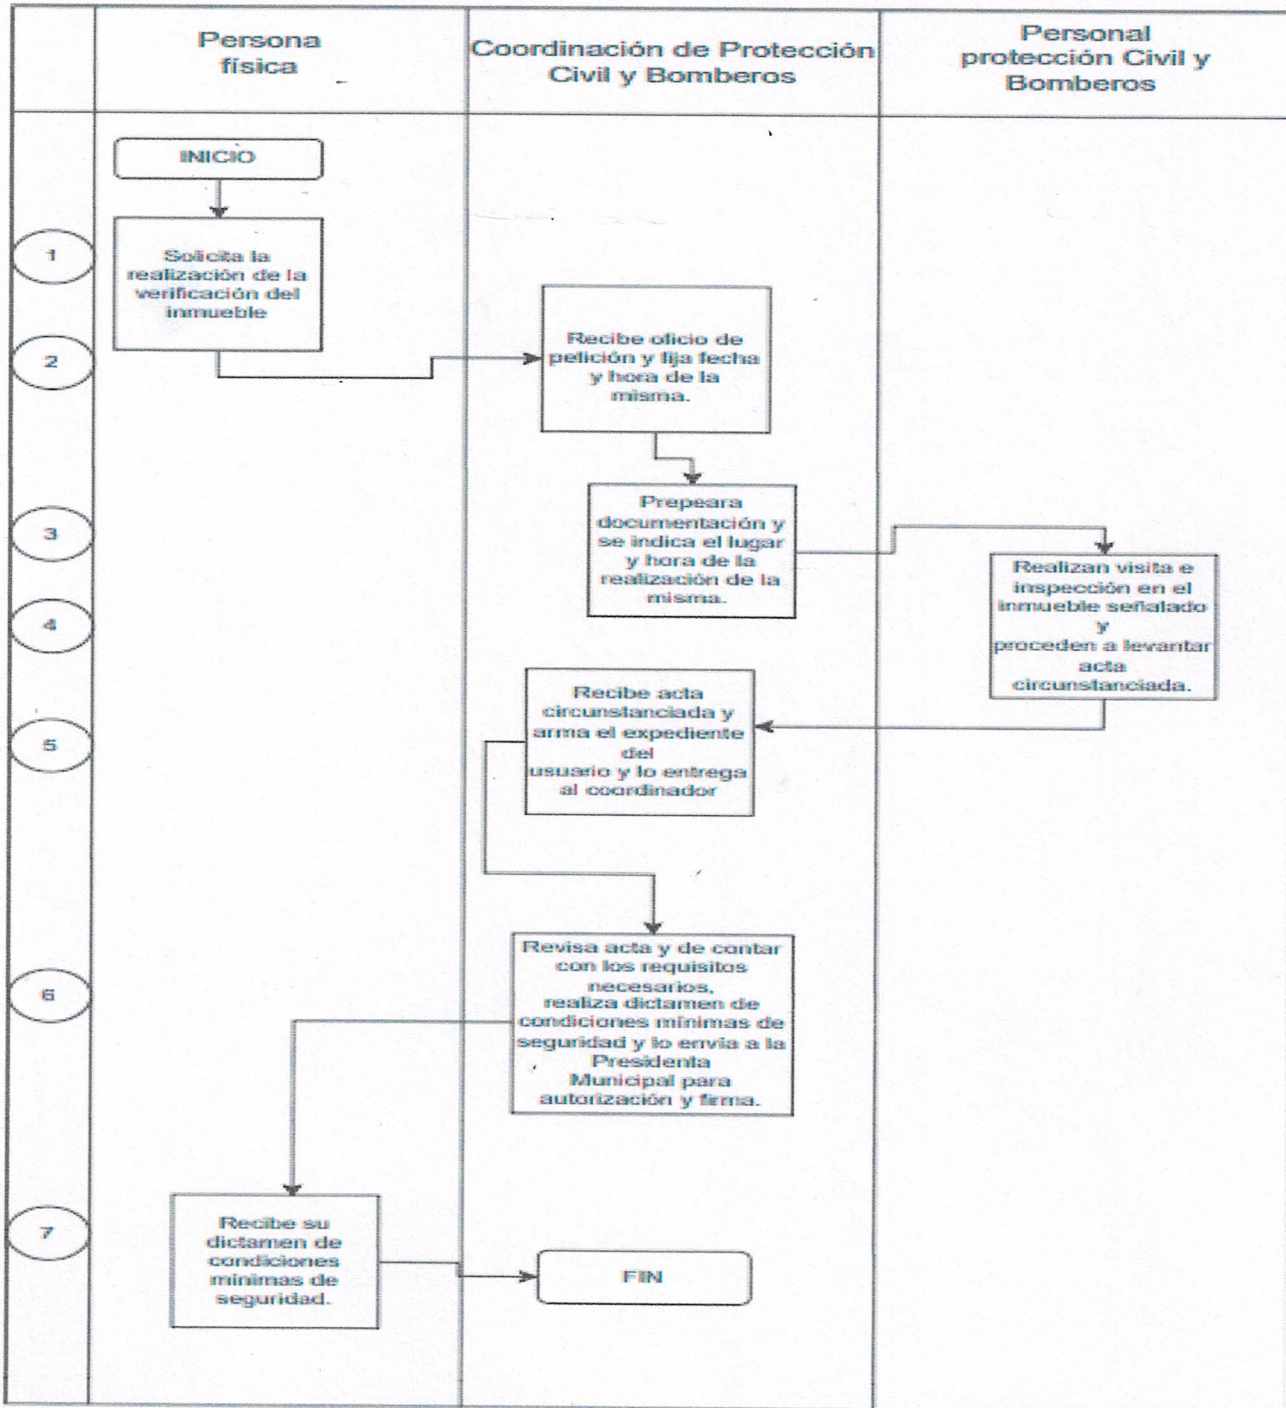 Persona
física
Coordinación de Protección
Civil y Bomberos
Personal
protección Civil y
Bomberos
INICIO
1
Solicita la
realización de la
verificación del
inmueble
2
Recibe oficio de
petición y fija fecha
y hora de la
misma.
3
Prepeara
documentación y
se indica el lugar
y hora de la
realización de la
misma.
4
Realizan visita e
inspección en el
inmueble señalado
y
proceden a levantar
acta
circunstanciada.
5
Recibe acta
circunstanciada y
arma el expediente
del
usuario y lo entrega
al coordinador
6
Revisa acta y de contar
con los requisitos
necesarios,
realiza dictamen de
condiciones mínimas de
seguridad y lo envía a la
Presidenta
Municipal para
autorización y firma.
7
Recibe su
dictamen de
condiciones
mínimas de
seguridad.
FIN